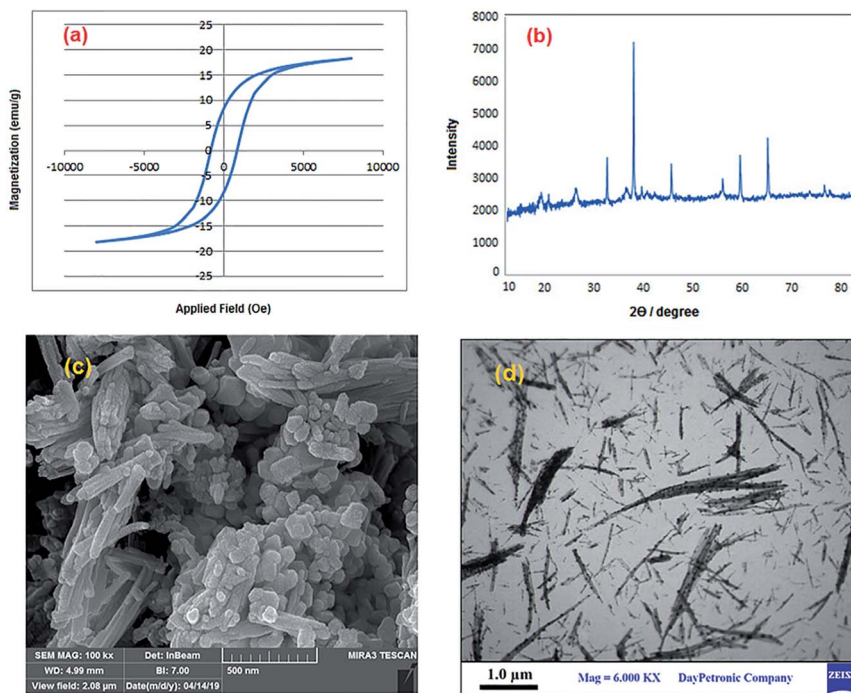 (a)
25
20
15
10
5
0
-5
-10
-15
-20
-25
-10000 -5000 0 5000 10000
Magnetization (emu/g)
Applied Field (Oe)
(b)
8000
7000
6000
5000
4000
3000
2000
1000
0
10 20 30 40 50 60 70 80
Intensity
2Θ / degree
(c)
SEM MAG: 100 kx Det: InBeam MIRA3 TESCAN
WD: 4.99 mm BI: 7.00 500 nm
View field: 2.08 µm Date(m/d/y): 04/14/19
(d)
1.0 µm Mag = 6.000 KX DayPetronic Company ZEISS